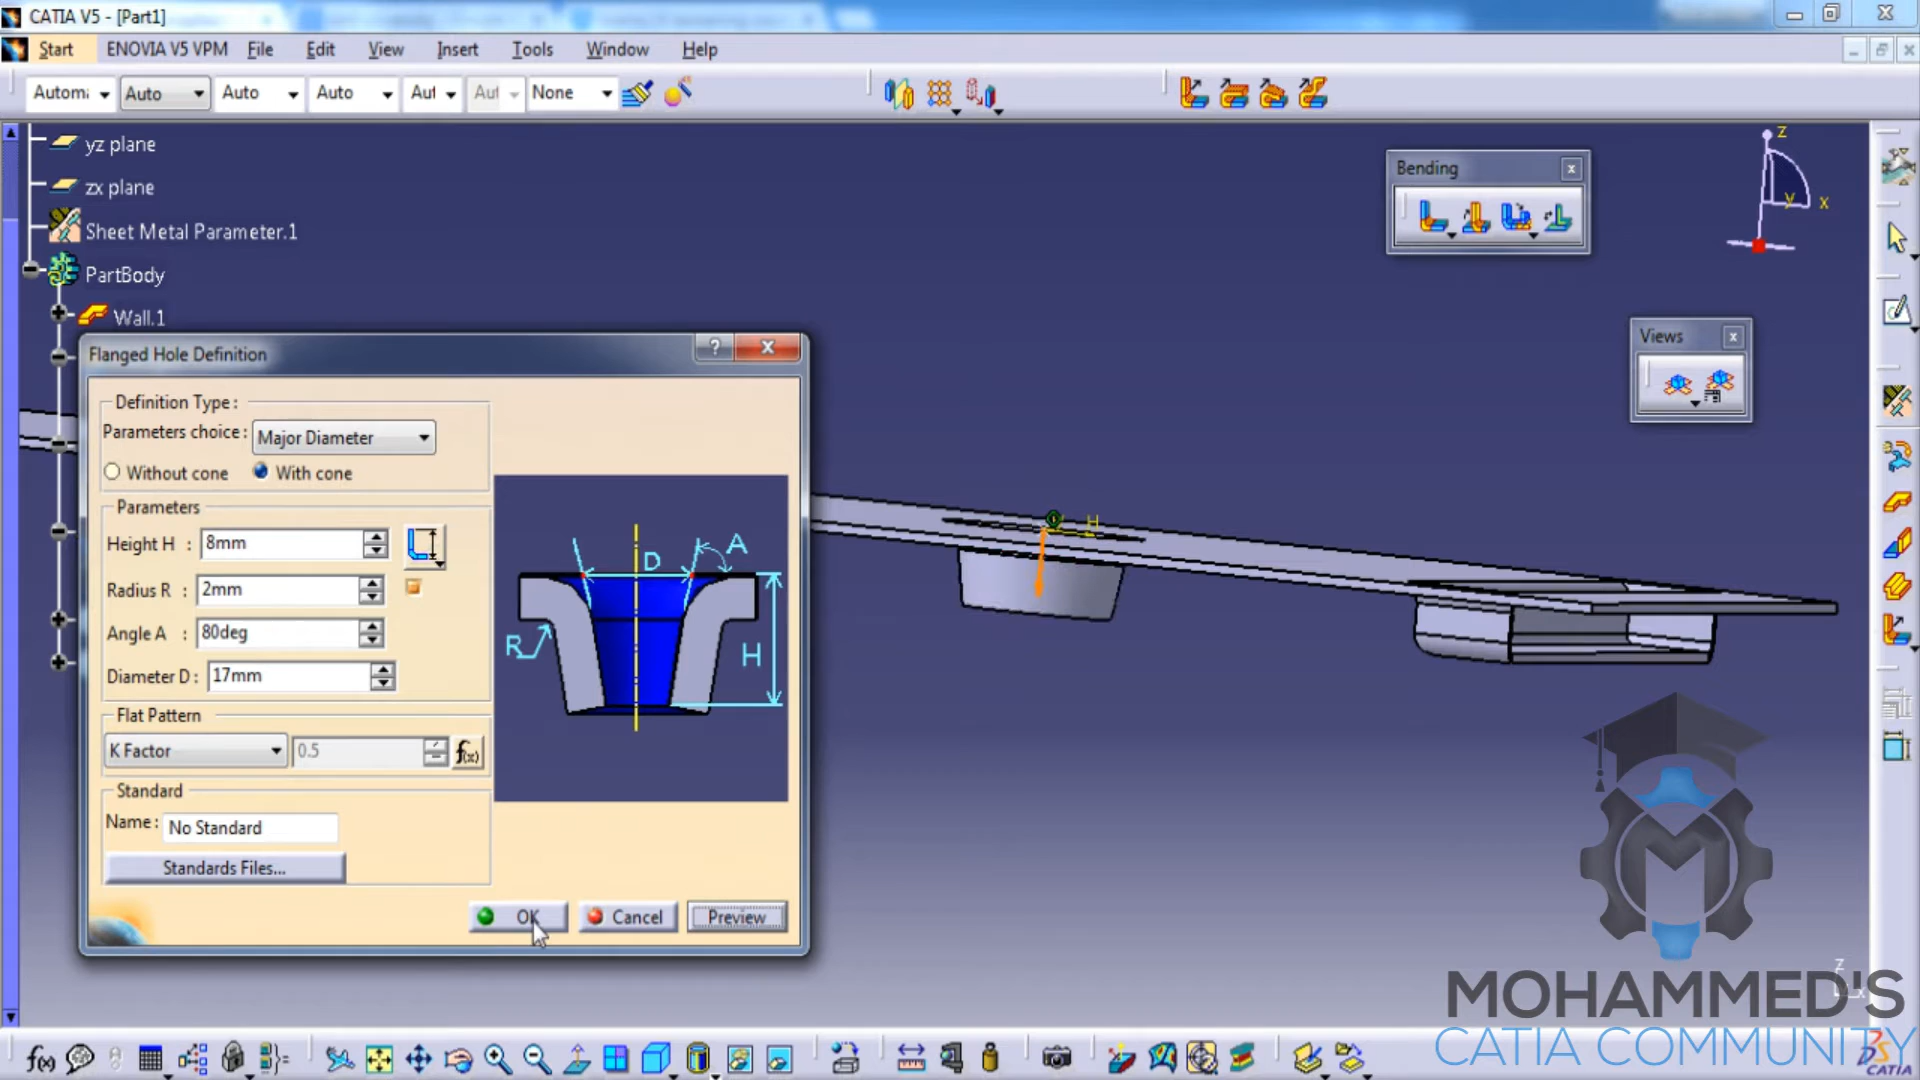 CATIA V5 - [Part1]
Start ENOVIA V5 VPM File Edit View Insert Tools Window Help
Auto Auto Auto None
yz plane
zx plane
Sheet Metal Parameter.1
PartBody
Wall.1
Bending
Views
z
y
x
H
Flanged Hole Definition
?
Definition Type :
Parameters choice : Major Diameter
Without cone With cone
Parameters
Height H : 8mm
Radius R : 2mm
Angle A : 80deg
Diameter D : 17mm
Flat Pattern
K Factor 0.5 f(x)
Standard
Name : No Standard
Standards Files...
D
A
R
H
OK Cancel Preview
MOHAMMED'S
CATIA COMMUNITY
f(x)
CATIA